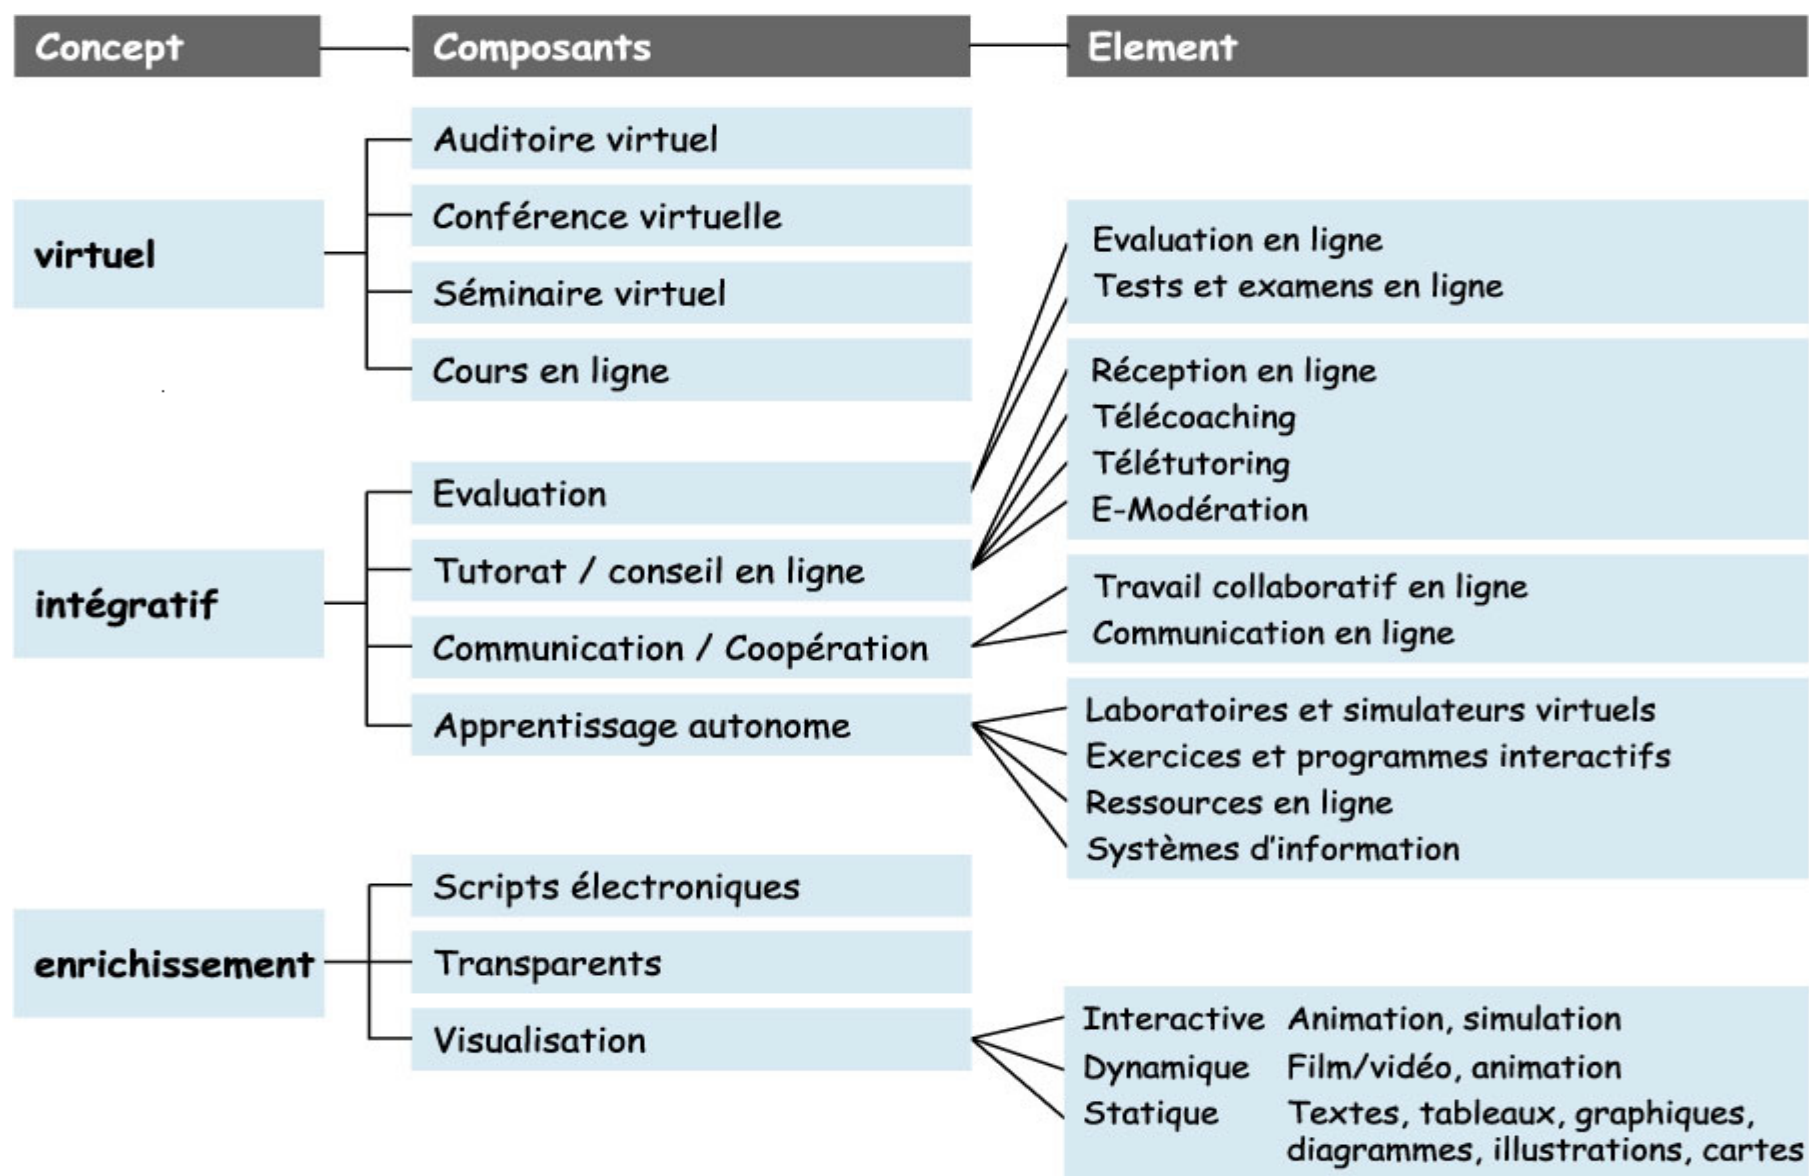 Concept
Composants
Element
virtuel
Auditoire virtuel
Conférence virtuelle
Séminaire virtuel
Cours en ligne
intégratif
Evaluation
Tutorat / conseil en ligne
Communication / Coopération
Apprentissage autonome
Evaluation en ligne
Tests et examens en ligne
Réception en ligne
Télécoaching
Télétutoring
E-Modération
Travail collaboratif en ligne
Communication en ligne
Laboratoires et simulateurs virtuels
Exercices et programmes interactifs
Ressources en ligne
Systèmes d'information
enrichissement
Scripts électroniques
Transparents
Visualisation
Interactive Animation, simulation
Dynamique Film/vidéo, animation
Statique Textes, tableaux, graphiques,
diagrammes, illustrations, cartes